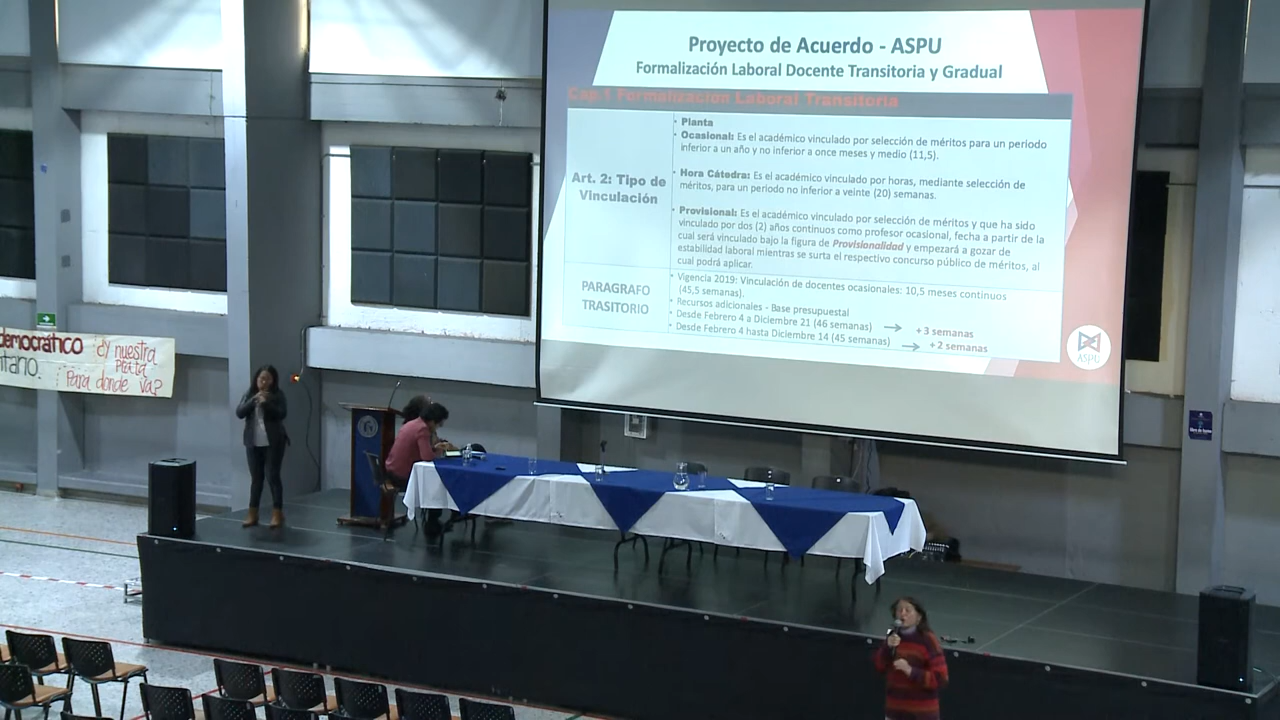 Proyecto de Acuerdo - ASPU
Formalización Laboral Docente Transitoria y Gradual
Cap.1 Formalización Laboral Transitoria
Art. 2: Tipo de
Vinculación
• Planta
• Ocasional: Es el académico vinculado por selección de méritos para un periodo
inferior a un año y no inferior a once meses y medio (11,5).
• Hora Cátedra: Es el académico vinculado por horas, mediante selección de
méritos, para un periodo no inferior a veinte (20) semanas.
• Provisional: Es el académico vinculado por selección de méritos y que ha sido
vinculado por dos (2) años continuos como profesor ocasional, fecha a partir de la
cual será vinculado bajo la figura de Provisionalidad y empezará a gozar de
estabilidad laboral mientras se surta el respectivo concurso público de méritos, al
cual podrá aplicar.
PARAGRAFO
TRASITORIO
• Vigencia 2019: Vinculación de docentes ocasionales: 10,5 meses continuos
(45,5 semanas).
• Recursos adicionales - Base presupuestal
• Desde Febrero 4 a Diciembre 21 (46 semanas) → + 3 semanas
• Desde Febrero 4 hasta Diciembre 14 (45 semanas) → + 2 semanas
ASPU
democrático
¿y nuestra
plata
Para donde va?